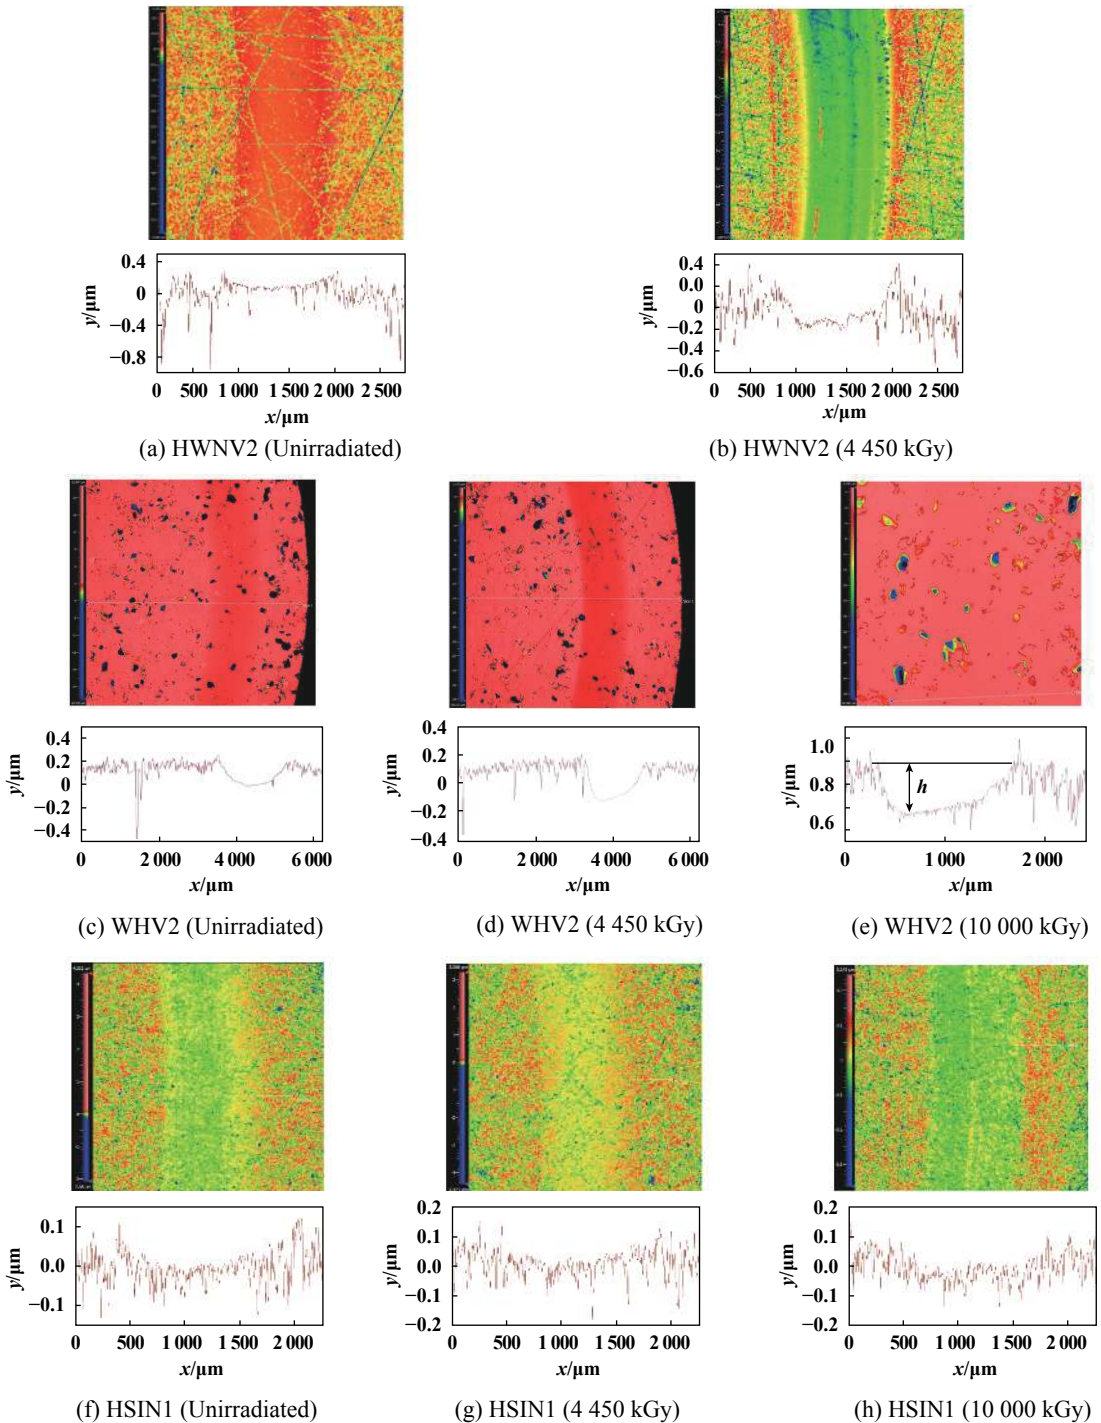 0.4
0
−0.4
−0.8
y/μm
0 500 1 000 1 500 2 000 2 500
x/μm
(a) HWNV2 (Unirradiated)
0.4
0.0
0
−0.2
−0.4
−0.6
y/μm
0 500 1 000 1 500 2 000 2 500
x/μm
(b) HWNV2 (4 450 kGy)
0.4
0.2
0
−0.2
−0.4
y/μm
0 2 000 4 000 6 000
x/μm
(c) WHV2 (Unirradiated)
0.4
0.2
0
−0.2
−0.4
y/μm
0 2 000 4 000 6 000
x/μm
(d) WHV2 (4 450 kGy)
1.0
0.8
0.6
y/μm
h
0 1 000 2 000
x/μm
(e) WHV2 (10 000 kGy)
0.1
0.0
−0.1
y/μm
0 500 1 000 1 500 2 000
x/μm
(f) HSIN1 (Unirradiated)
0.2
0.1
0.0
−0.1
−0.2
y/μm
0 500 1 000 1 500 2 000
x/μm
(g) HSIN1 (4 450 kGy)
0.2
0.1
0.0
−0.1
−0.2
y/μm
0 500 1 000 1 500 2 000
x/μm
(h) HSIN1 (10 000 kGy)